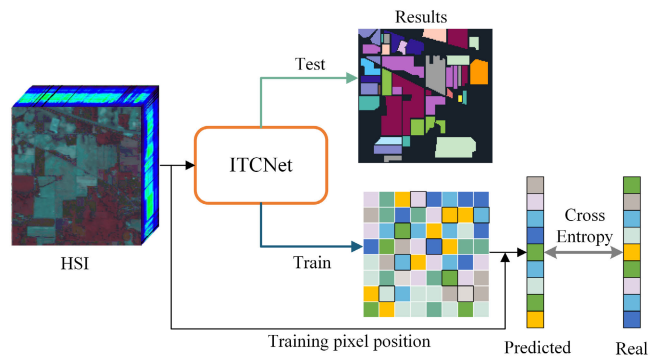 Results
Test
ITCNet
HSI
Train
Cross
Entropy
Training pixel position
Predicted
Real